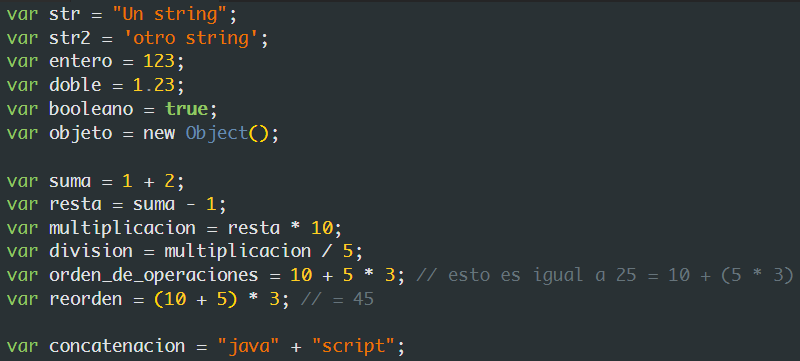 var str = "Un string";
var str2 = 'otro string';
var entero = 123;
var doble = 1.23;
var booleano = true;
var objeto = new Object();
var suma = 1 + 2;
var resta = suma - 1;
var multiplicacion = resta * 10;
var division = multiplicacion / 5;
var orden_de_operaciones = 10 + 5 * 3; // esto es igual a 25 = 10 + (5 * 3)
var reorden = (10 + 5) * 3; // = 45
var concatenacion = "java" + "script";